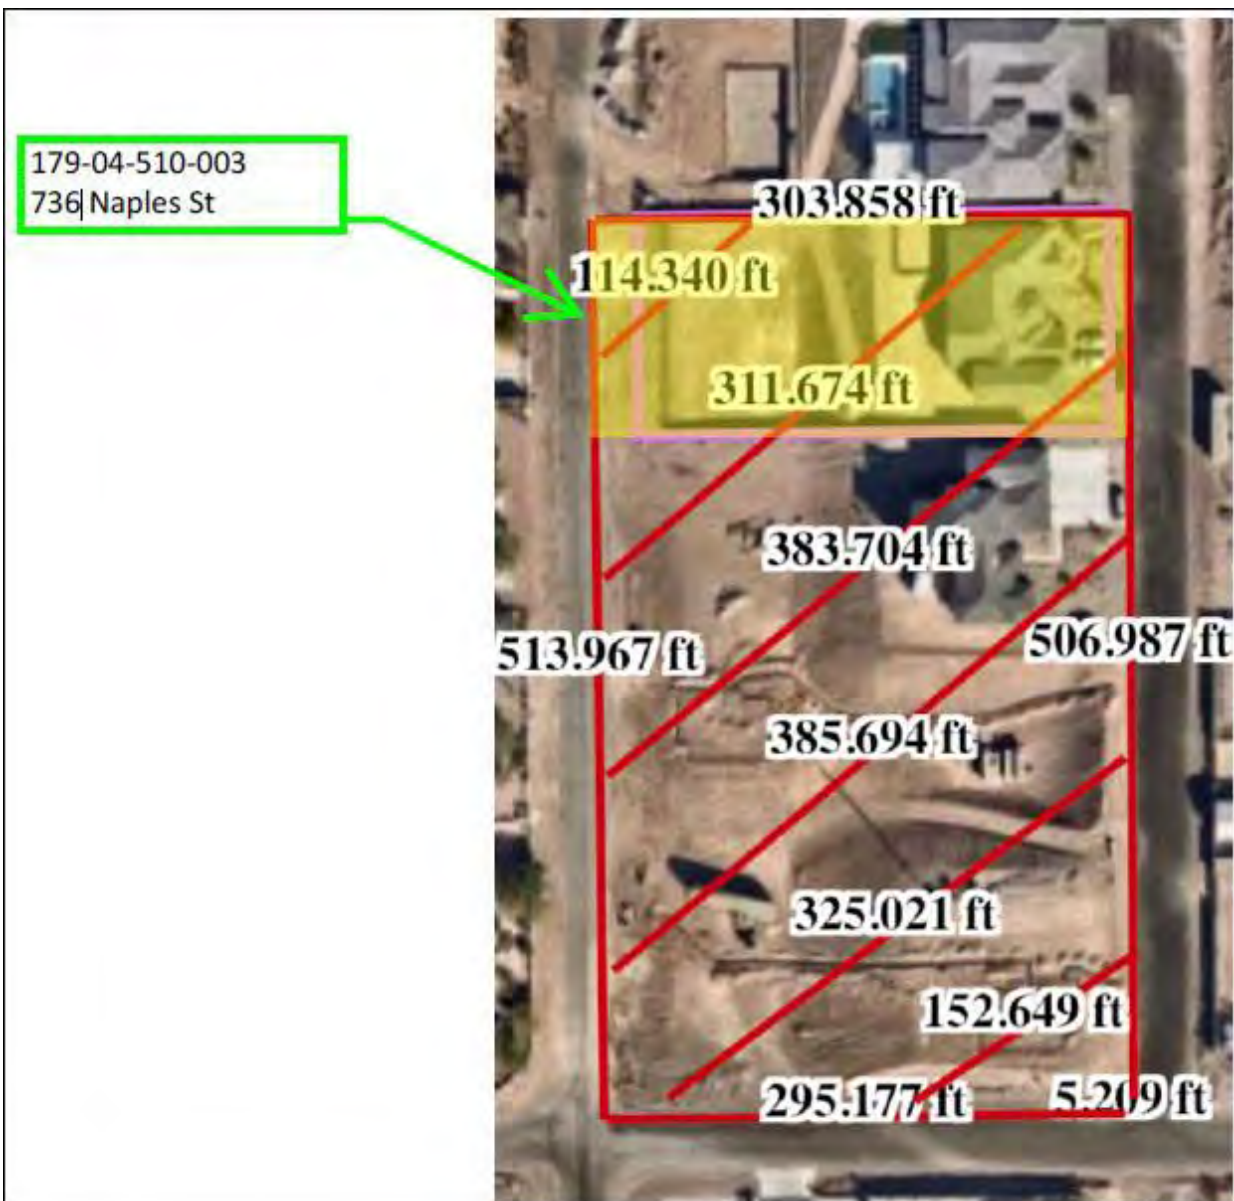 179-04-510-003
736 Naples St
303.858 ft
114.340 ft
311.674 ft
383.704 ft
513.967 ft
506.987 ft
385.694 ft
325.021 ft
152.649 ft
295.177 ft
5.209 ft